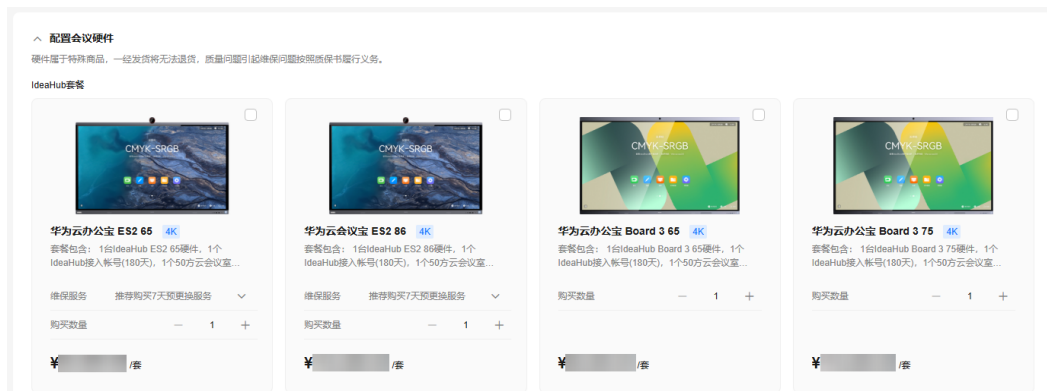 配置会议硬件
硬件属于特殊商品，一经发货将无法退货，质量问题引起维保问题按照质保书履行义务。
IdeaHub套餐
CMYK-SRGB
CMYK-SRGB
CMYK-SRGB
CMYK-SRGB
华为云办公宝 ES2 65 4K
套餐包含： 1台IdeaHub ES2 65硬件，1个
IdeaHub接入帐号(180天)，1个50方云会议室...
维保服务 推荐购买7天预更换服务
购买数量 1
¥ /套
华为云会议宝 ES2 86 4K
套餐包含： 1台IdeaHub ES2 86硬件，1个
IdeaHub接入帐号(180天)，1个50方云会议室...
维保服务 推荐购买7天预更换服务
购买数量 1
¥ /套
华为云办公宝 Board 3 65 4K
套餐包含： 1台IdeaHub Board 3 65硬件，1个
IdeaHub接入帐号(180天)，1个50方云会议室...
购买数量 1
¥ /套
华为云办公宝 Board 3 75 4K
套餐包含： 1台IdeaHub Board 3 75硬件，1个
IdeaHub接入帐号(180天)，1个50方云会议室...
购买数量 1
¥ /套